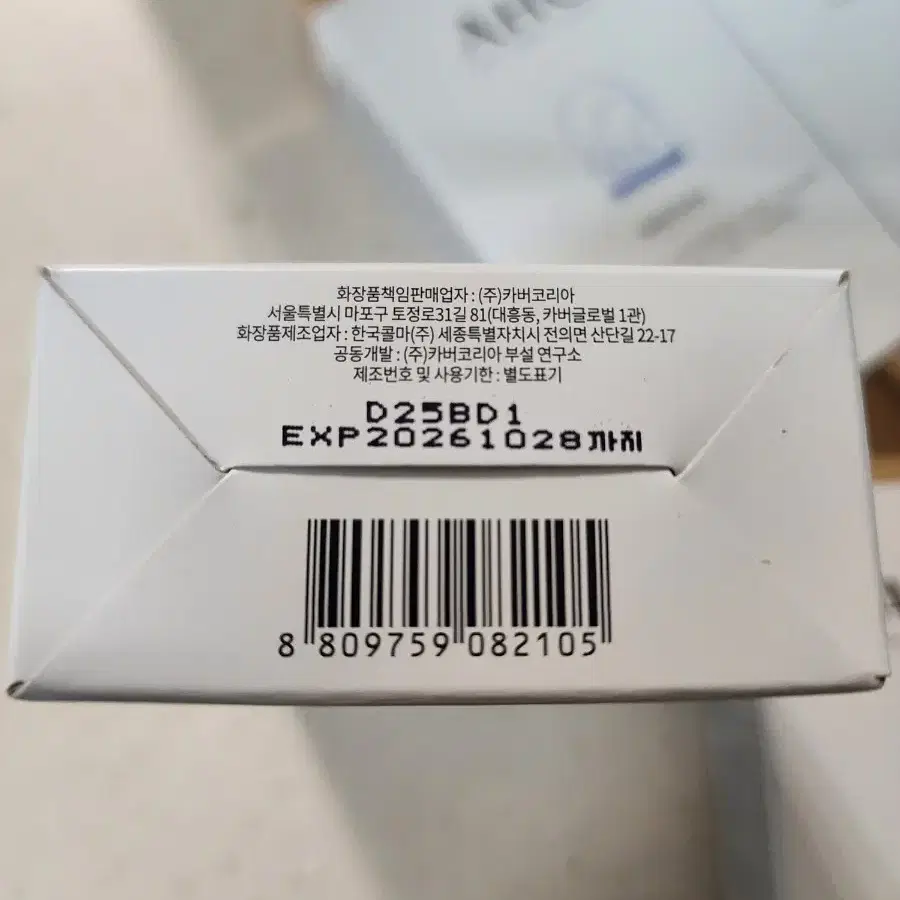 화장품책임판매업자 : (주)카버코리아
서울특별시 마포구 토정로31길 81(대흥동, 카버글로벌 1관)
화장품제조업자 : 한국콜마(주) 세종특별자치시 전의면 산단길 22-17
공동개발 : (주)카버코리아 부설 연구소
제조번호 및 사용기한 : 별도표기
D25BD1
EXP20261028까지
8 809759 082105